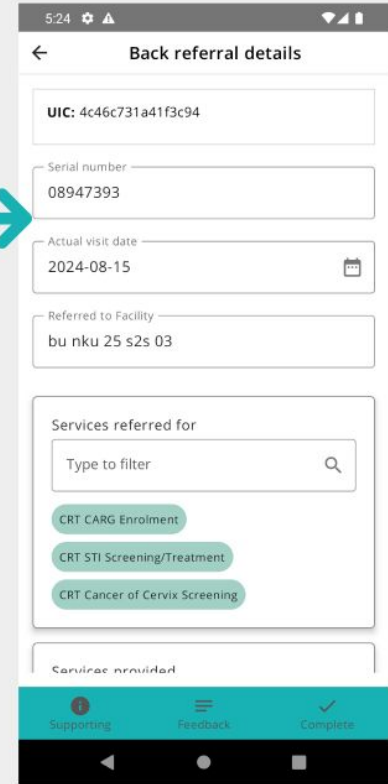 5:24
Back referral details
UIC: 4c46c731a41f3c94
Serial number
08947393
Actual visit date
2024-08-15
Referred to Facility
bu nku 25 s2s 03
Services referred for
Type to filter
CRT CARG Enrolment
CRT STI Screening/Treatment
CRT Cancer of Cervix Screening
Services provided
Supporting Feedback Complete